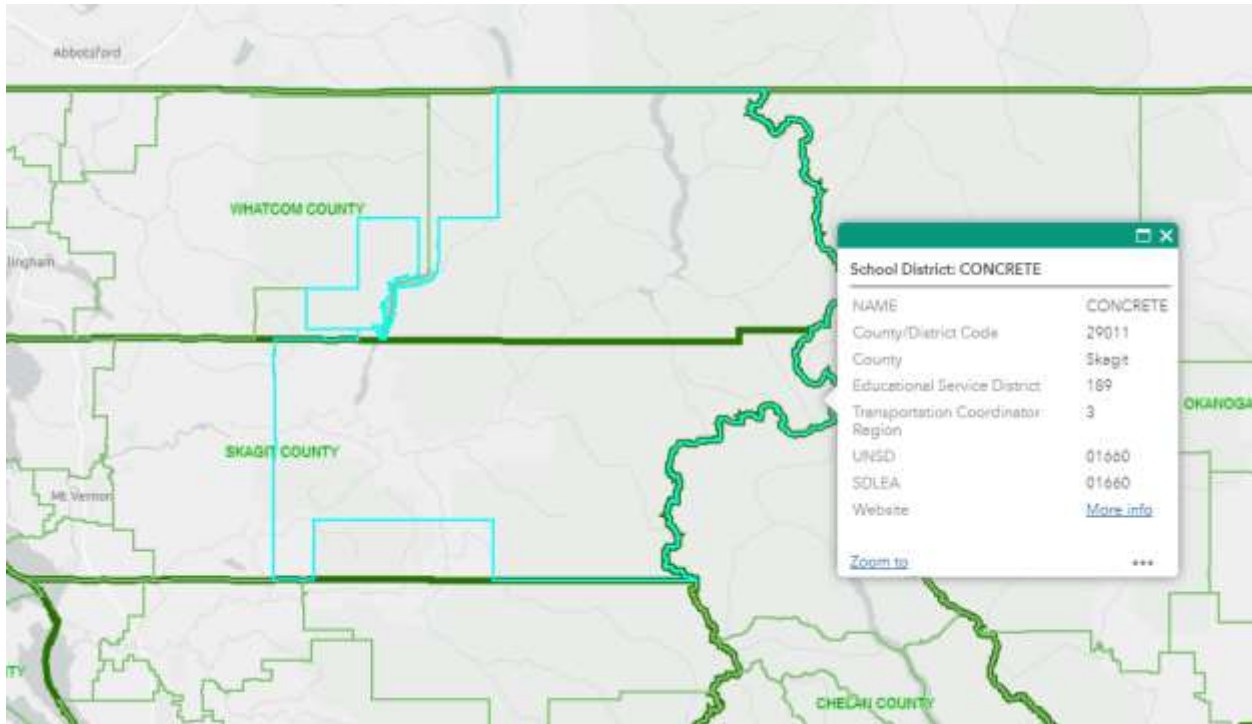 Abbotsford
WHATCOM COUNTY
lingham
School District: CONCRETE
NAME CONCRETE
County/District Code 29011
County Skagit
Educational Service District 189
Transportation Coordinator 3
Region
UNSD 01660
SDLEA 01660
Website More info
Zoom to
OKANOGA
SKAGIT COUNTY
Mt Vernon
TY
CHELAN COUNTY